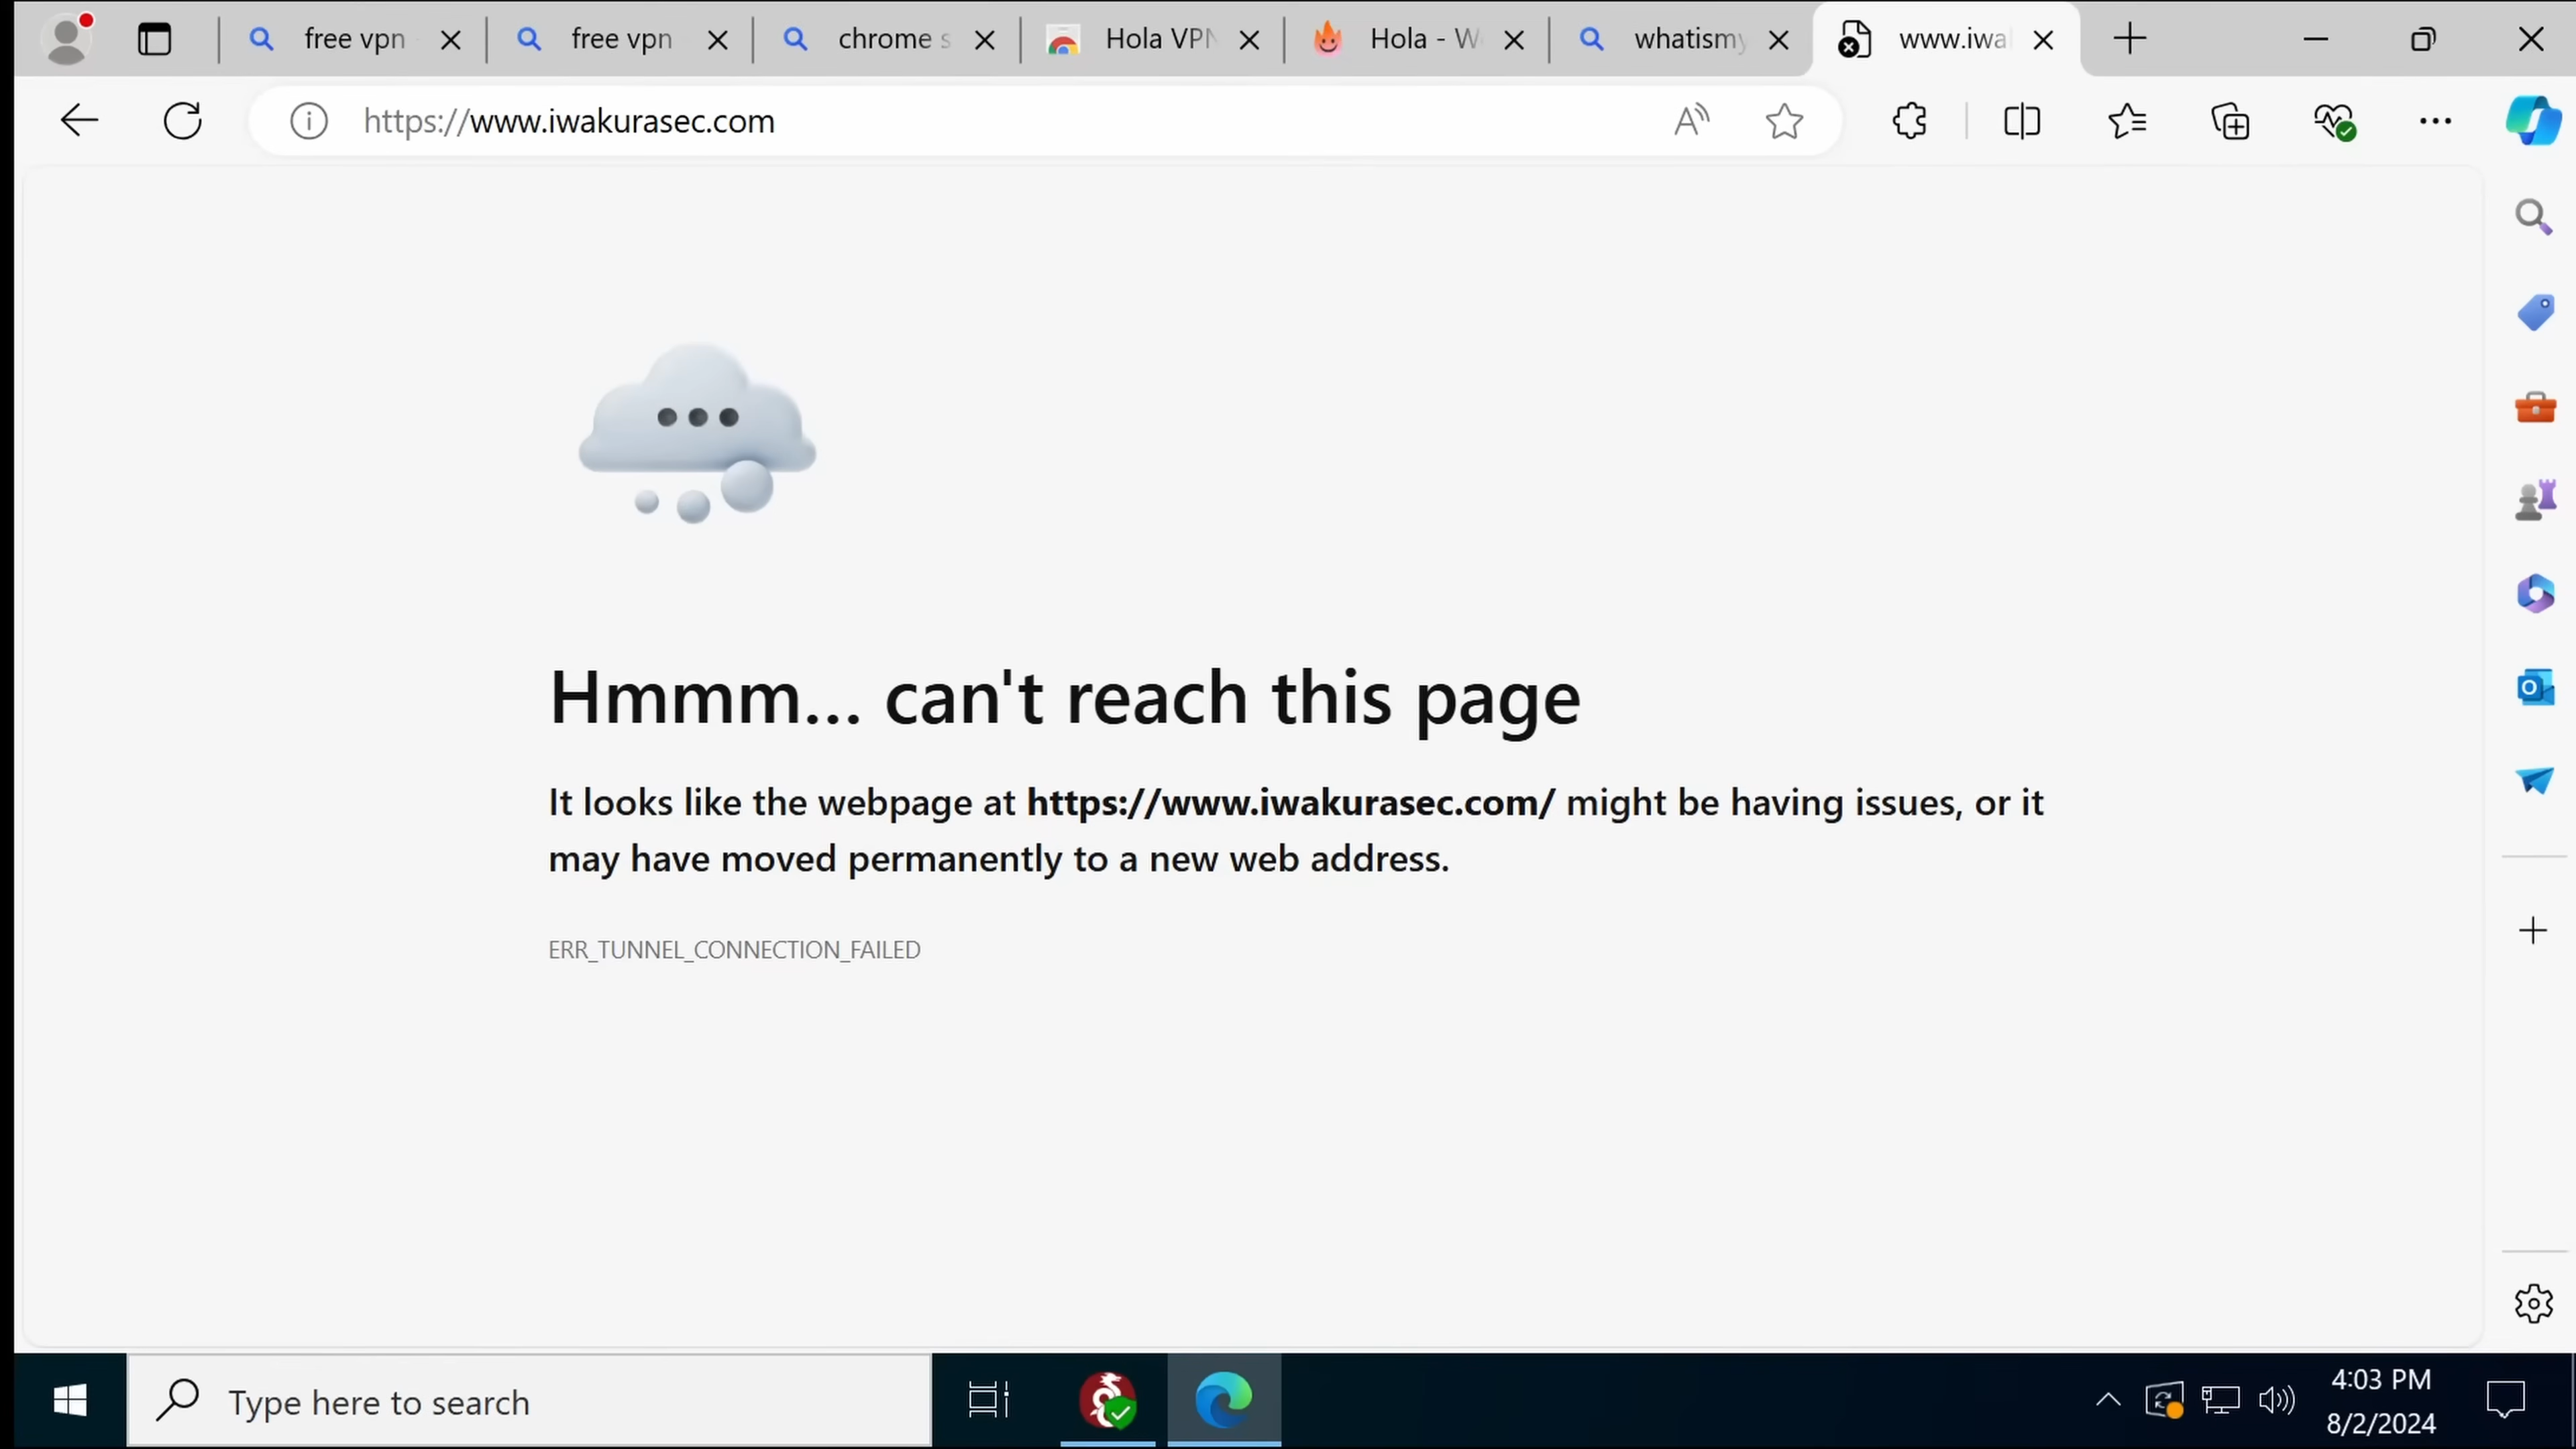 free vpn
free vpn
chrome s
Hola VPN
Hola - W
whatismy
www.iwa
https://www.iwakurasec.com
Hmmm... can't reach this page
It looks like the webpage at https://www.iwakurasec.com/ might be having issues, or it
may have moved permanently to a new web address.
ERR_TUNNEL_CONNECTION_FAILED
Type here to search
4:03 PM
8/2/2024